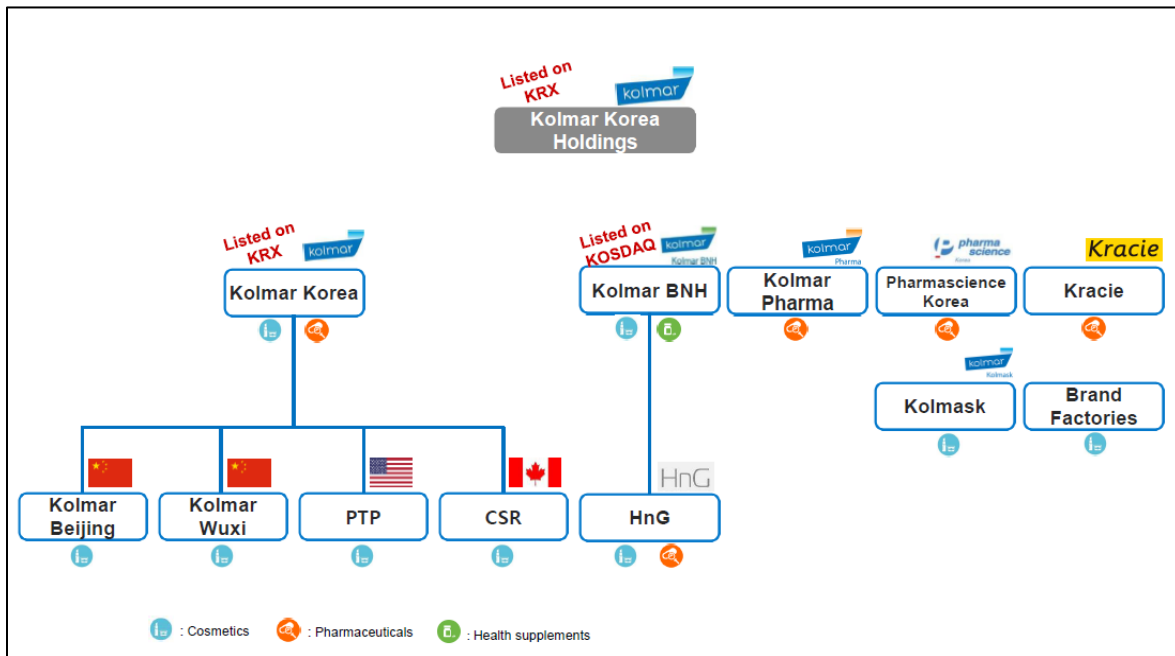 Listed on
KRX
kolmar
Kolmar Korea
Holdings
Listed on
KRX
kolmar
Kolmar Korea
Listed on
KOSDAQ
kolmar
Kolmar BNH
Kolmar BNH
kolmar
Pharma
Kolmar
Pharma
pharma
science
Korea
Pharmascience
Korea
Kracie
Kracie
kolmar
Kolmask
Kolmask
Brand
Factories
Kolmar
Beijing
Kolmar
Wuxi
PTP
CSR
HnG
HnG
: Cosmetics
: Pharmaceuticals
: Health supplements